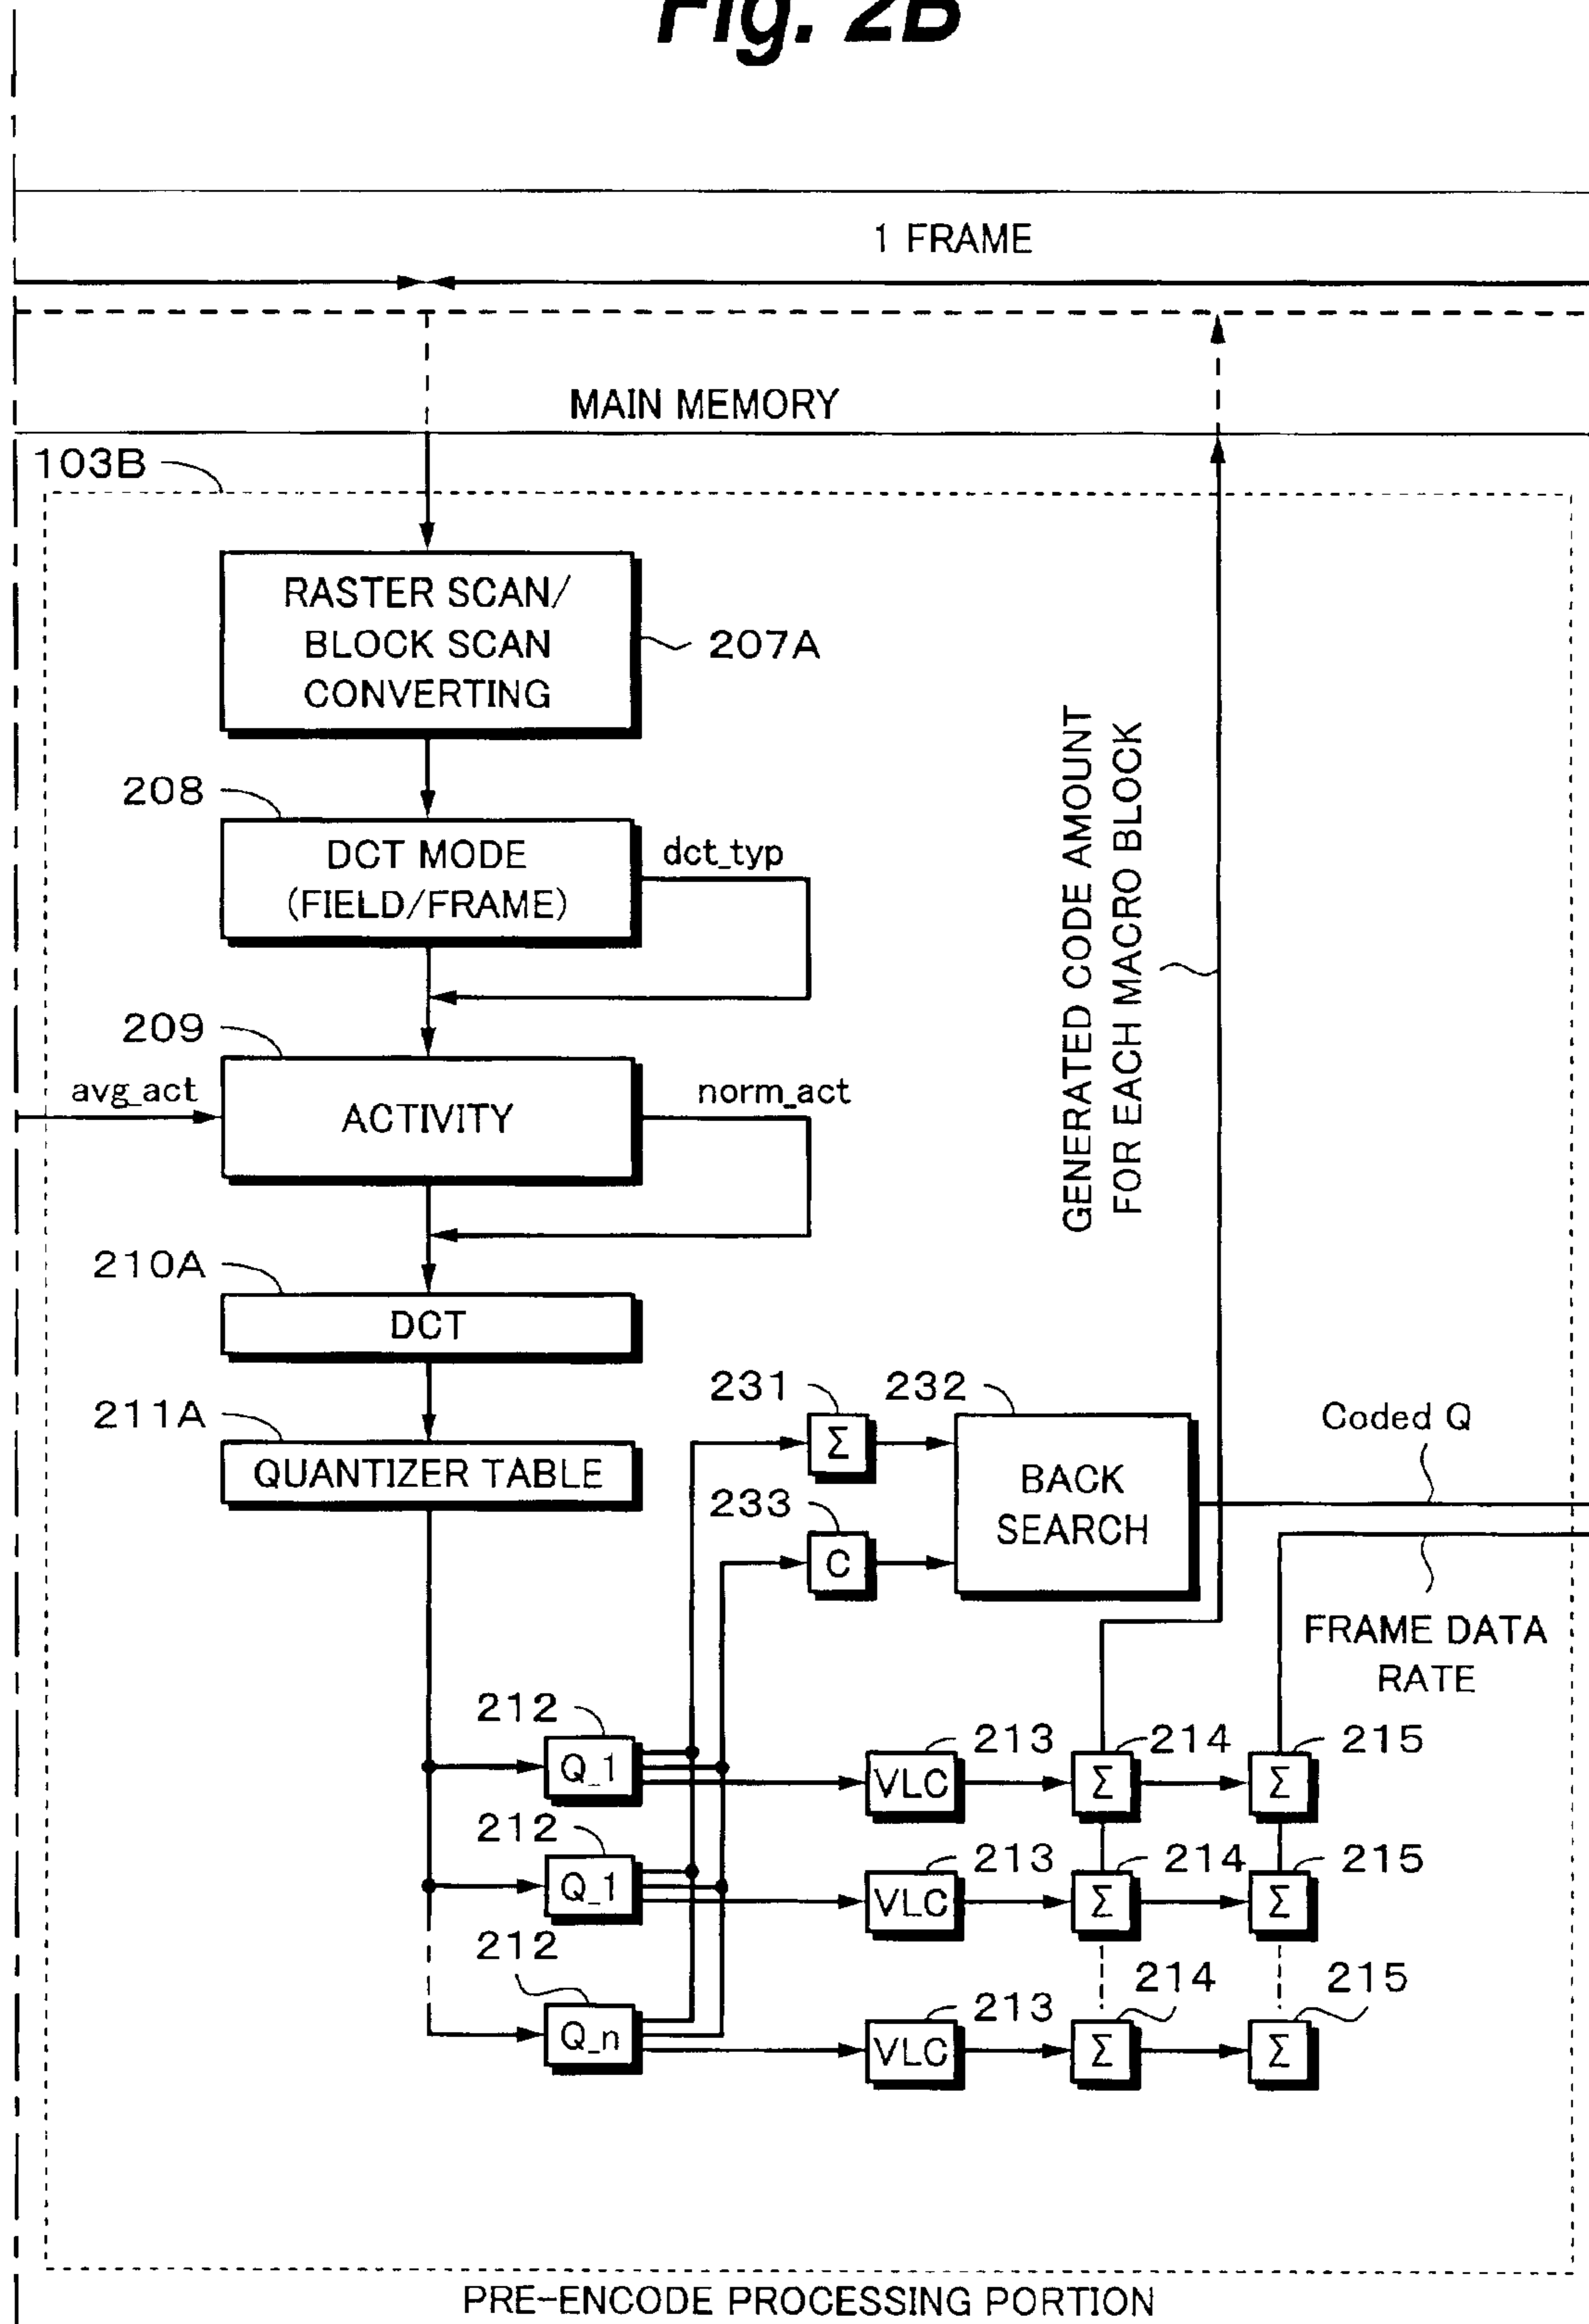 Fig. 2B
1 FRAME
MAIN MEMORY
103B
RASTER SCAN/
BLOCK SCAN
CONVERTING
207A
208
DCT MODE
(FIELD/FRAME)
dct_typ
GENERATED CODE AMOUNT
FOR EACH MACRO BLOCK
209
avg_act
ACTIVITY
norm_act
210A
DCT
211A
QUANTIZER TABLE
231
Σ
232
BACK
SEARCH
233
C
Coded Q
FRAME DATA
RATE
212
Q_1
213
VLC
214
Σ
215
Σ
212
Q_1
213
VLC
214
Σ
215
Σ
212
Q_n
213
VLC
214
Σ
215
Σ
PRE-ENCODE PROCESSING PORTION